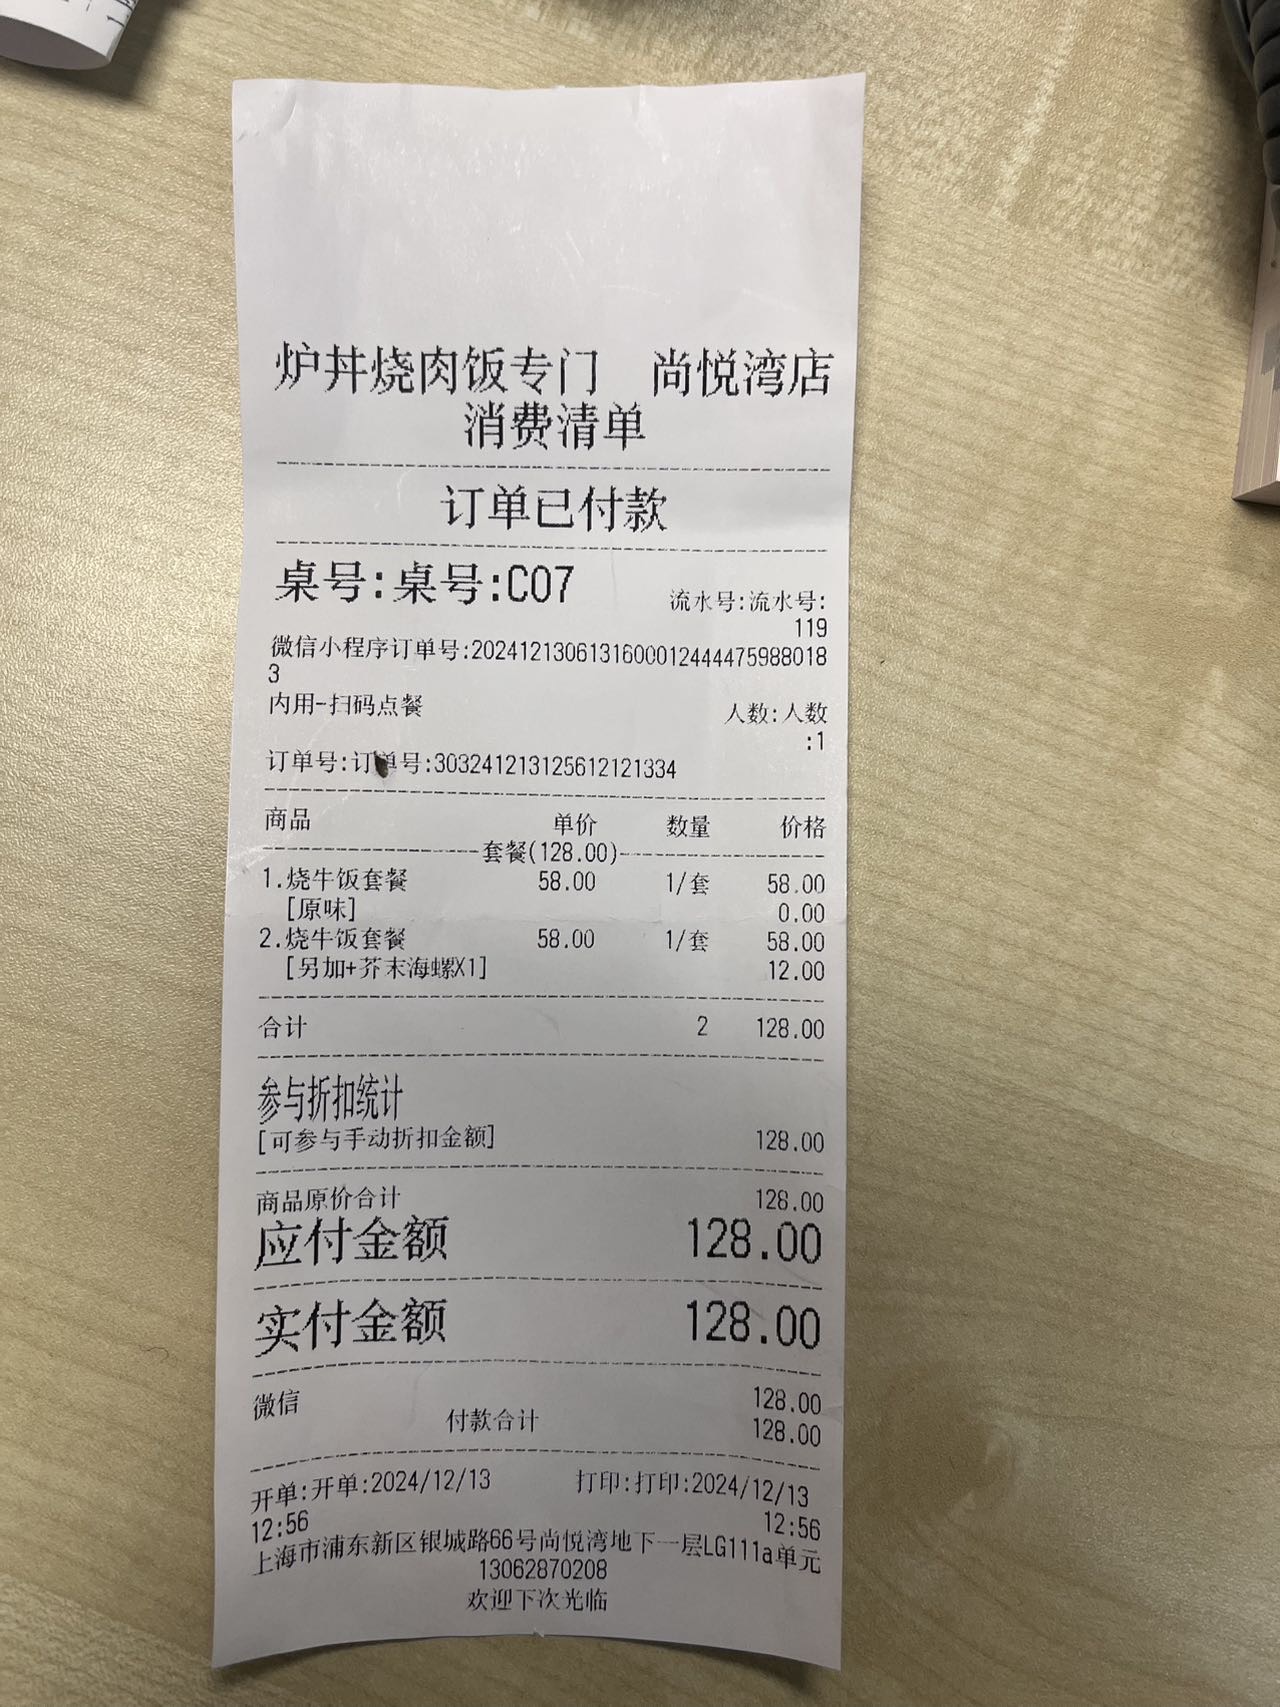 炉丼烧肉饭专门 尚悦湾店
消费清单
订单已付款
桌号:桌号:C07
流水号:流水号:
119
微信小程序订单号:202412130613160001244447598801８
3
内用-扫码点餐
人数:人数
:1
订单号:订单号:303241213125612121334
商品 单价 数量 价格
套餐(128.00)
1.烧牛饭套餐 58.00 1/套 58.00
[原味] 0.00
2.烧牛饭套餐 58.00 1/套 58.00
[另加+芥末海螺X1] 12.00
合计 2 128.00
参与折扣统计
[可参与手动折扣金额] 128.00
商品原价合计 128.00
应付金额 128.00
实付金额 128.00
微信 128.00
付款合计 128.00
开单:开单:2024/12/13 打印:打印:2024/12/13
12:56 12:56
上海市浦东新区银城路66号尚悦湾地下一层LG111a单元
13062870208
欢迎下次光临